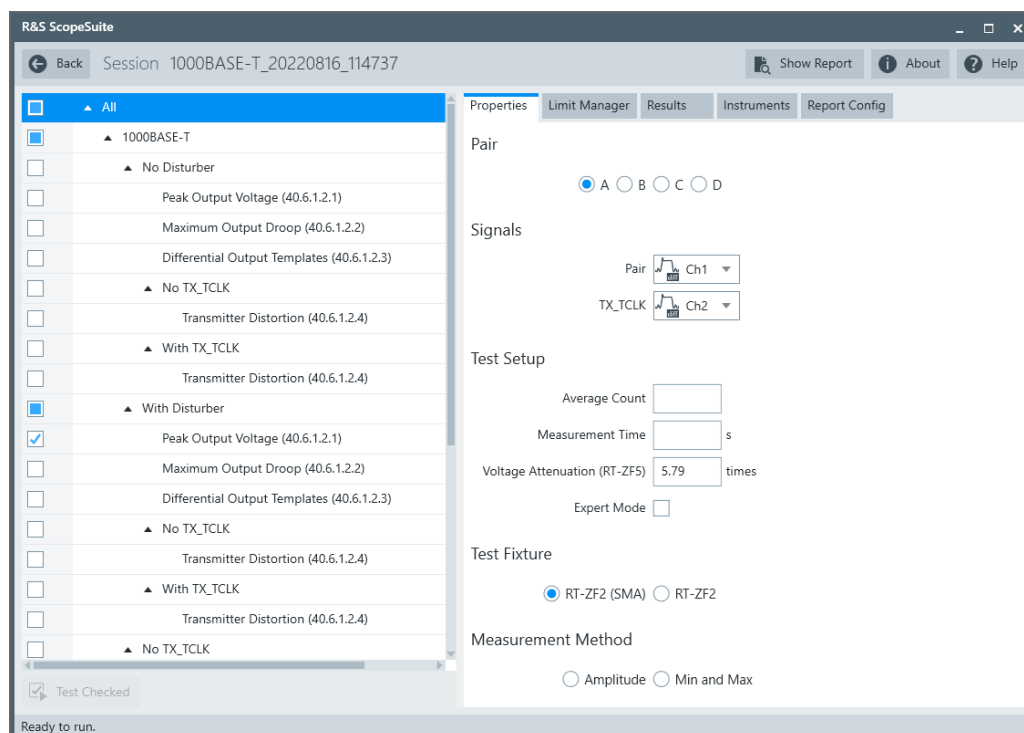 R&S ScopeSuite
Back Session 1000BASE-T_20220816_114737 Show Report About Help
All
1000BASE-T
No Disturber
Peak Output Voltage (40.6.1.2.1)
Maximum Output Droop (40.6.1.2.2)
Differential Output Templates (40.6.1.2.3)
No TX_TCLK
Transmitter Distortion (40.6.1.2.4)
With TX_TCLK
Transmitter Distortion (40.6.1.2.4)
With Disturber
Peak Output Voltage (40.6.1.2.1)
Maximum Output Droop (40.6.1.2.2)
Differential Output Templates (40.6.1.2.3)
No TX_TCLK
Transmitter Distortion (40.6.1.2.4)
With TX_TCLK
Transmitter Distortion (40.6.1.2.4)
No TX_TCLK
Test Checked
Properties Limit Manager Results Instruments Report Config
Pair
A B C D
Signals
Pair diff Ch1
TX_TCLK diff Ch2
Test Setup
Average Count
Measurement Time s
Voltage Attenuation (RT-ZF5) 5.79 times
Expert Mode
Test Fixture
RT-ZF2 (SMA) RT-ZF2
Measurement Method
Amplitude Min and Max
Ready to run.